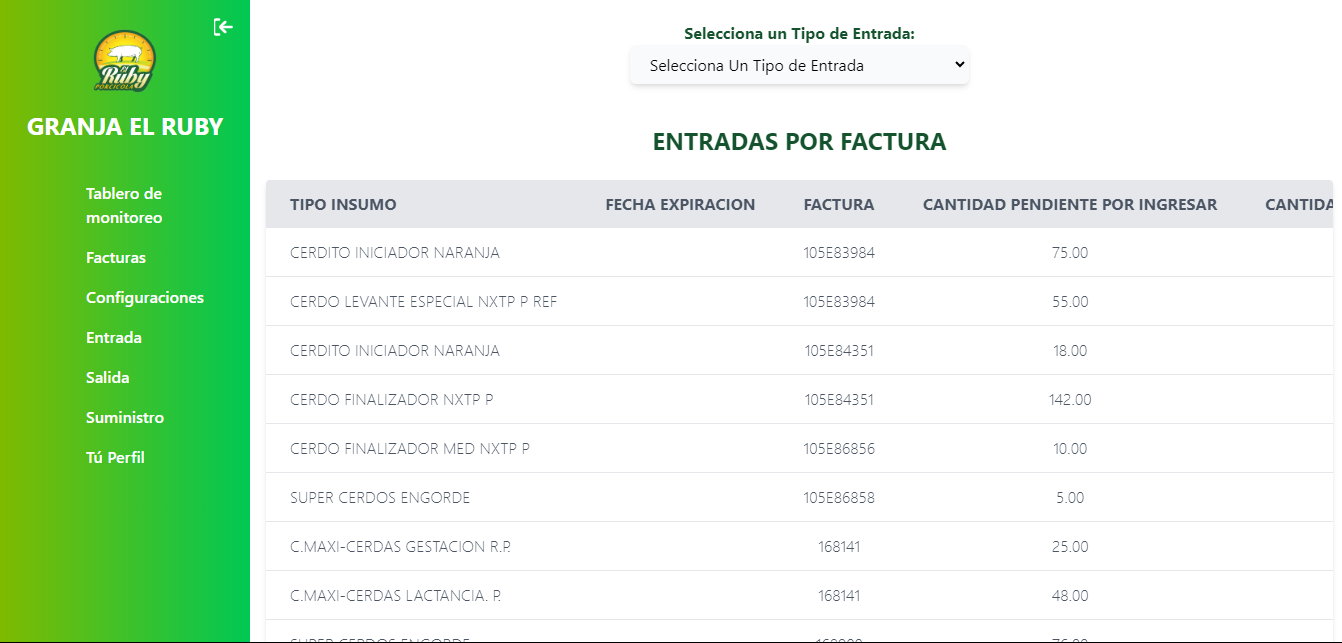 El
Ruby
PORCICOLA
GRANJA EL RUBY
Tablero de
monitoreo
Facturas
Configuraciones
Entrada
Salida
Suministro
Tú Perfil
Selecciona un Tipo de Entrada:
Selecciona Un Tipo de Entrada
ENTRADAS POR FACTURA
TIPO INSUMO FECHA EXPIRACION FACTURA CANTIDAD PENDIENTE POR INGRESAR CANTIDA
CERDITO INICIADOR NARANJA 105E83984 75.00
CERDO LEVANTE ESPECIAL NXTP P REF 105E83984 55.00
CERDITO INICIADOR NARANJA 105E84351 18.00
CERDO FINALIZADOR NXTP P 105E84351 142.00
CERDO FINALIZADOR MED NXTP P 105E86856 10.00
SUPER CERDOS ENGORDE 105E86858 5.00
C.MAXI-CERDAS GESTACION R.P. 168141 25.00
C.MAXI-CERDAS LACTANCIA. P. 168141 48.00
SUPER CERDOS ENGORDE